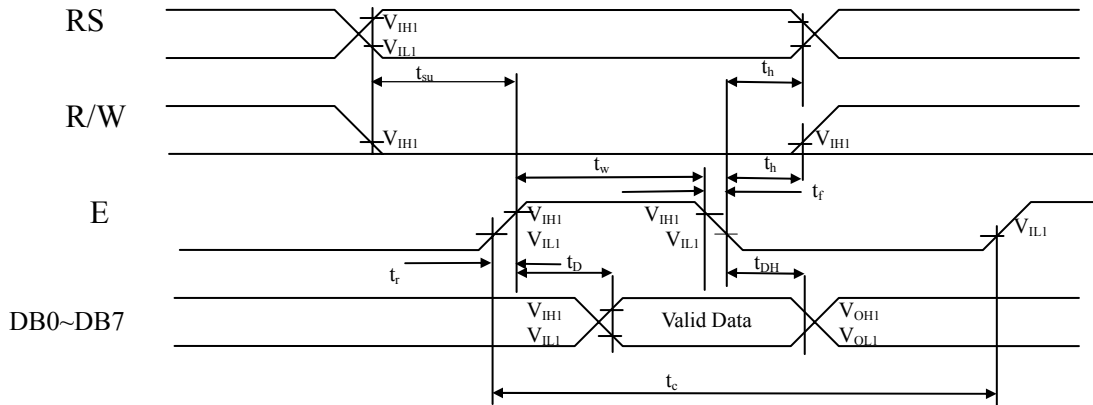 RS
V_IH1
V_IL1
t_su
t_h
R/W
V_IH1
V_IH1
t_w
t_h
t_f
E
V_IH1
V_IH1
V_IL1
V_IL1
V_IL1
t_r
t_D
t_DH
DB0~DB7
V_IH1
Valid Data
V_OH1
V_IL1
V_OL1
t_c